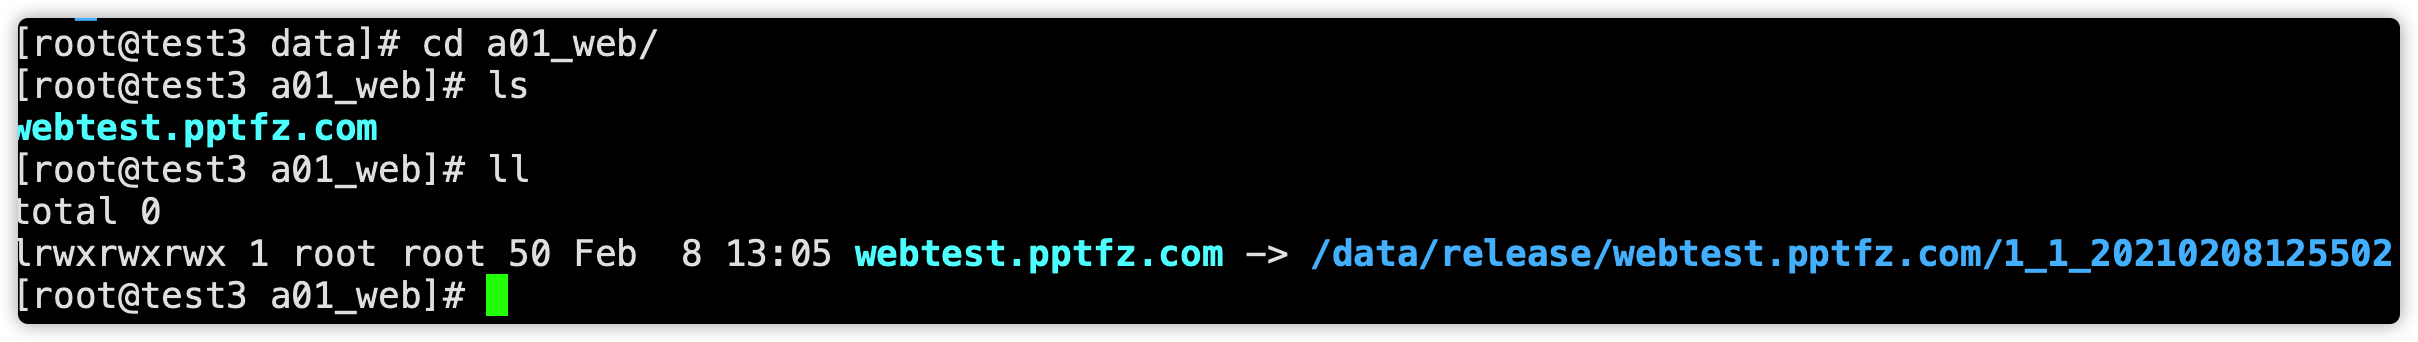 [root@test3 data]# cd a01_web/
[root@test3 a01_web]# ls
webtest.pptfz.com
[root@test3 a01_web]# ll
total 0
lrwxrwxrwx 1 root root 50 Feb  8 13:05 webtest.pptfz.com -> /data/release/webtest.pptfz.com/1_1_20210208125502
[root@test3 a01_web]#